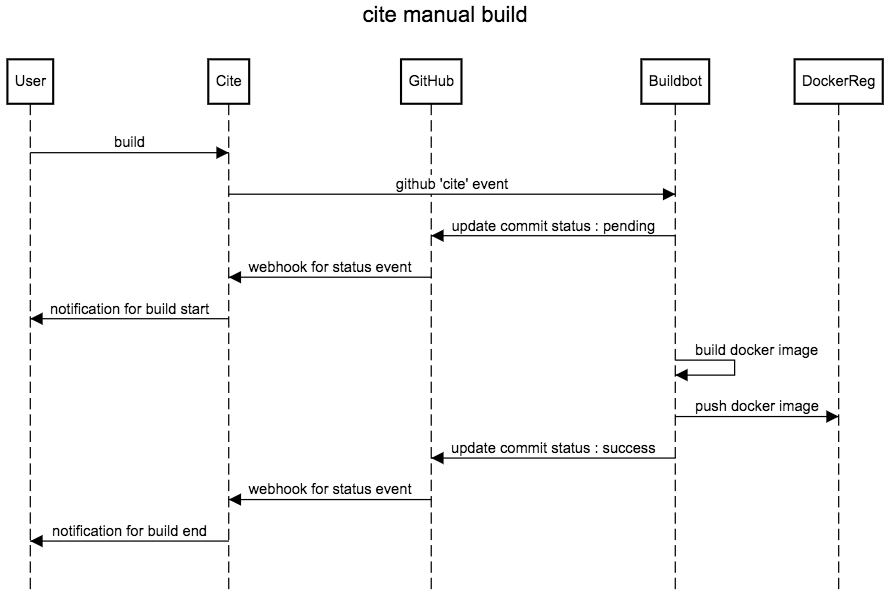 cite manual build
User
Cite
GitHub
Buildbot
DockerReg
build
github 'cite' event
update commit status : pending
webhook for status event
notification for build start
build docker image
push docker image
update commit status : success
webhook for status event
notification for build end